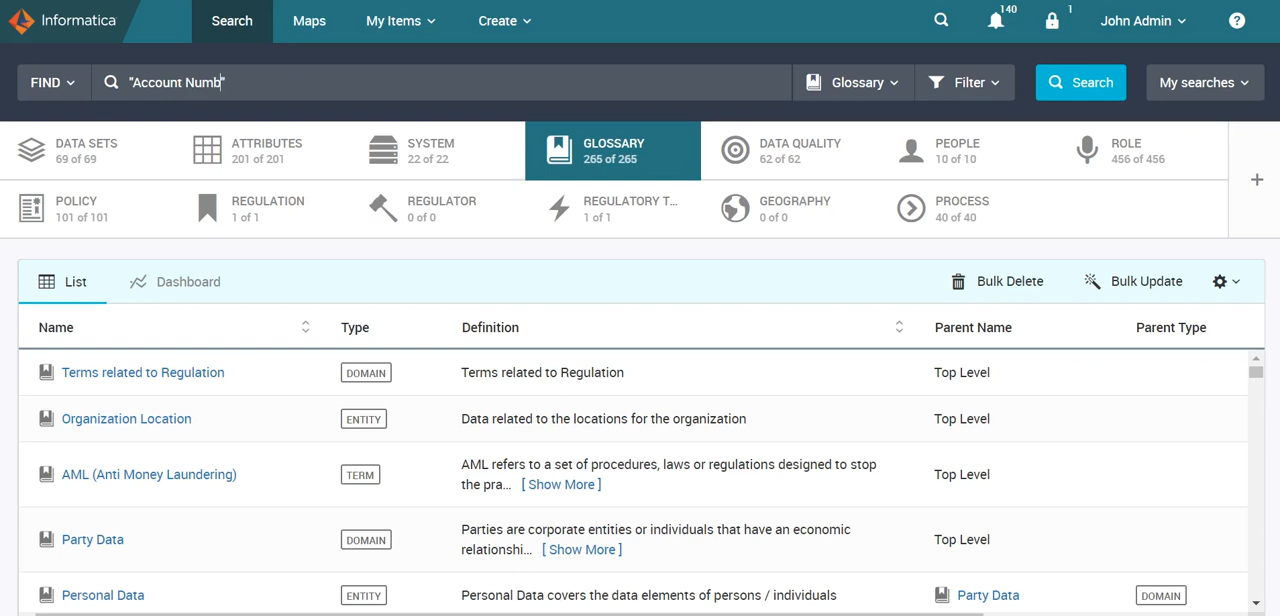 Informatica Search Maps My Items Create 140 1 John Admin ?
FIND "Account Numb" Glossary Filter Search My searches
DATA SETS ATTRIBUTES SYSTEM GLOSSARY DATA QUALITY PEOPLE ROLE
69 of 69 201 of 201 22 of 22 265 of 265 62 of 62 10 of 10 456 of 456
+
POLICY REGULATION REGULATOR REGULATORY T... GEOGRAPHY PROCESS
101 of 101 1 of 1 0 of 0 1 of 1 0 of 0 40 of 40
List Dashboard Bulk Delete Bulk Update
Name Type Definition Parent Name Parent Type
Terms related to Regulation DOMAIN Terms related to Regulation Top Level
Organization Location ENTITY Data related to the locations for the organization Top Level
AML (Anti Money Laundering) TERM AML refers to a set of procedures, laws or regulations designed to stop
the pra... [ Show More ] Top Level
Party Data DOMAIN Parties are corporate entities or individuals that have an economic
relationshi... [ Show More ] Top Level
Personal Data ENTITY Personal Data covers the data elements of persons / individuals Party Data DOMAIN